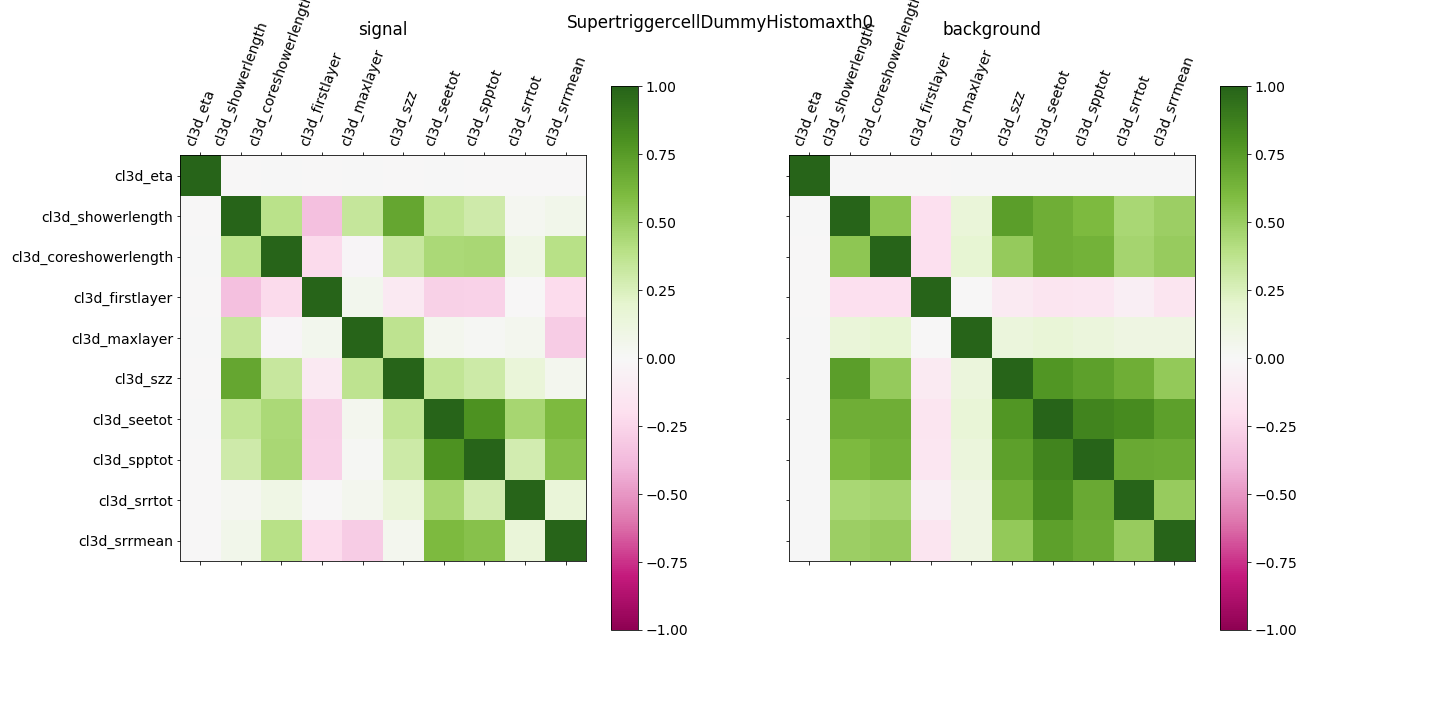 SupertriggercellDummyHistomaxth0
signal
cl3d_eta
cl3d_showerlength
cl3d_coreshowerlength
cl3d_firstlayer
cl3d_maxlayer
cl3d_szz
cl3d_seetot
cl3d_spptot
cl3d_srrtot
cl3d_srrmean
cl3d_eta
cl3d_showerlength
cl3d_coreshowerlength
cl3d_firstlayer
cl3d_maxlayer
cl3d_szz
cl3d_seetot
cl3d_spptot
cl3d_srrtot
cl3d_srrmean
1.00
0.75
0.50
0.25
0.00
−0.25
−0.50
−0.75
−1.00
background
cl3d_eta
cl3d_showerlength
cl3d_coreshowerlength
cl3d_firstlayer
cl3d_maxlayer
cl3d_szz
cl3d_seetot
cl3d_spptot
cl3d_srrtot
cl3d_srrmean
1.00
0.75
0.50
0.25
0.00
−0.25
−0.50
−0.75
−1.00